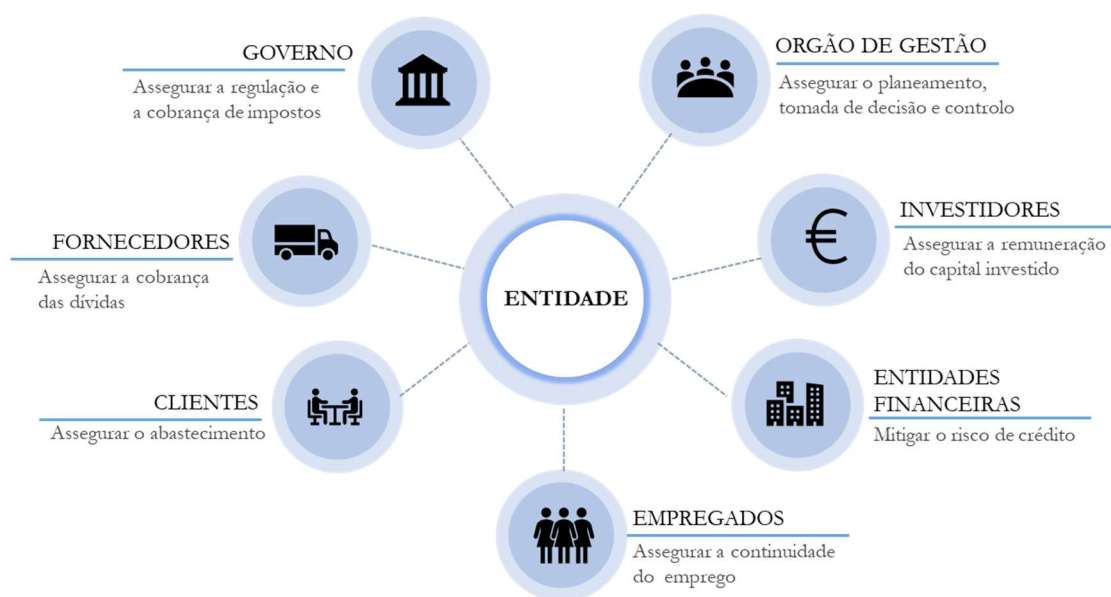 GOVERNO
Assegurar a regulação e
a cobrança de impostos
ORGÃO DE GESTÃO
Assegurar o planeamento,
tomada de decisão e controlo
FORNECEDORES
Assegurar a cobrança
das dívidas
INVESTIDORES
Assegurar a remuneração
do capital investido
ENTIDADE
CLIENTES
Assegurar o abastecimento
ENTIDADES
FINANCEIRAS
Mitigar o risco de crédito
EMPREGADOS
Assegurar a continuidade
do emprego